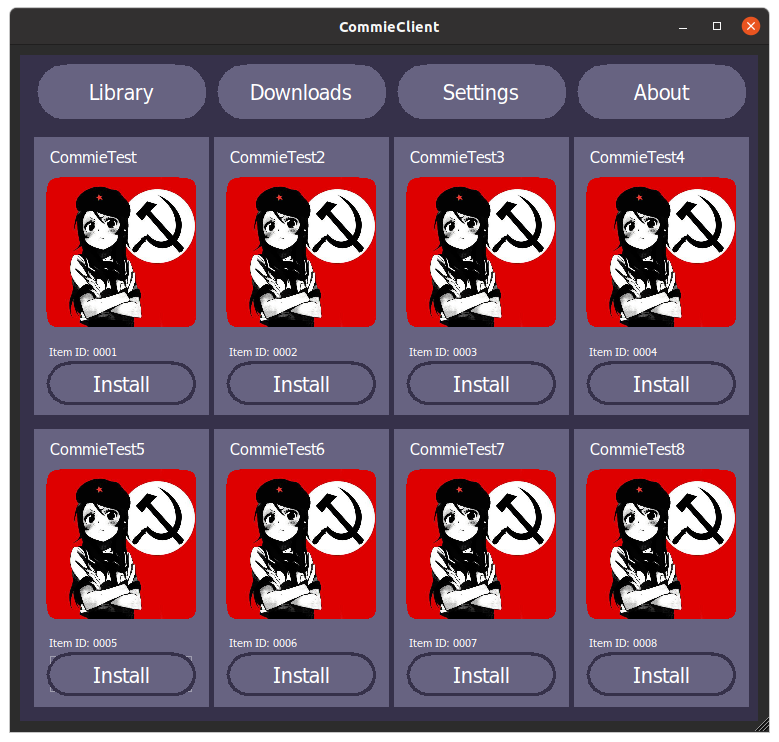 CommieClient
Library Downloads Settings About
CommieTest CommieTest2 CommieTest3 CommieTest4
Item ID: 0001 Item ID: 0002 Item ID: 0003 Item ID: 0004
Install Install Install Install
CommieTest5 CommieTest6 CommieTest7 CommieTest8
Item ID: 0005 Item ID: 0006 Item ID: 0007 Item ID: 0008
Install Install Install Install